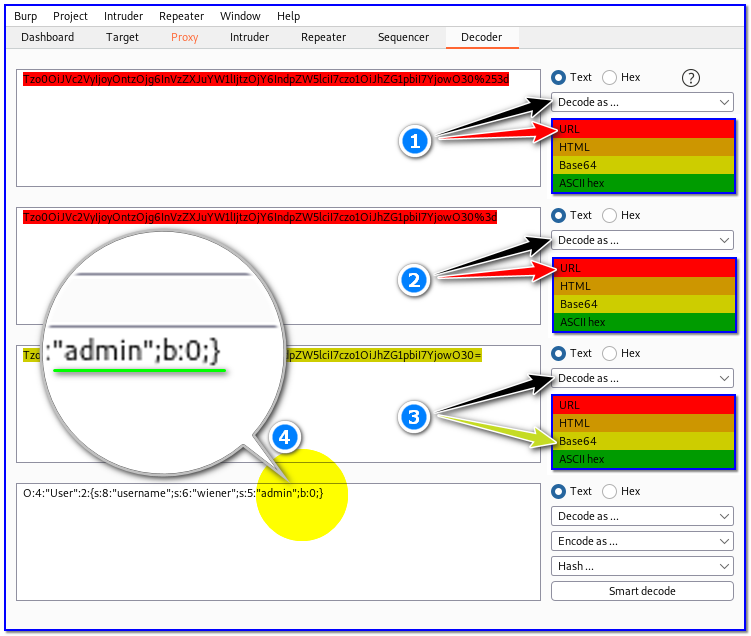 Burp Project Intruder Repeater Window Help
Dashboard Target Proxy Intruder Repeater Sequencer Decoder
Tzo0OiJVc2VyIjoyOntzOjg6InVzZXJuYW1lIjtzOjY6IndpZW5lciI7czo1OiJhZG1pbiI7YjowO30%253d
Text Hex ?
Decode as ...
1
URL
HTML
Base64
ASCII hex
Tzo0OiJVc2VyIjoyOntzOjg6InVzZXJuYW1lIjtzOjY6IndpZW5lciI7czo1OiJhZG1pbiI7YjowO30%3d
Text Hex
Decode as ...
2
URL
HTML
Base64
ASCII hex
:"admin";b:0;}
Tzo dpZW5lciI7czo1OiJhZG1pbiI7YjowO30=
Text Hex
Decode as ...
3
URL
HTML
Base64
ASCII hex
4
O:4:"User":2:{s:8:"username";s:6:"wiener";s:5:"admin";b:0;}
Text Hex
Decode as ...
Encode as ...
Hash ...
Smart decode